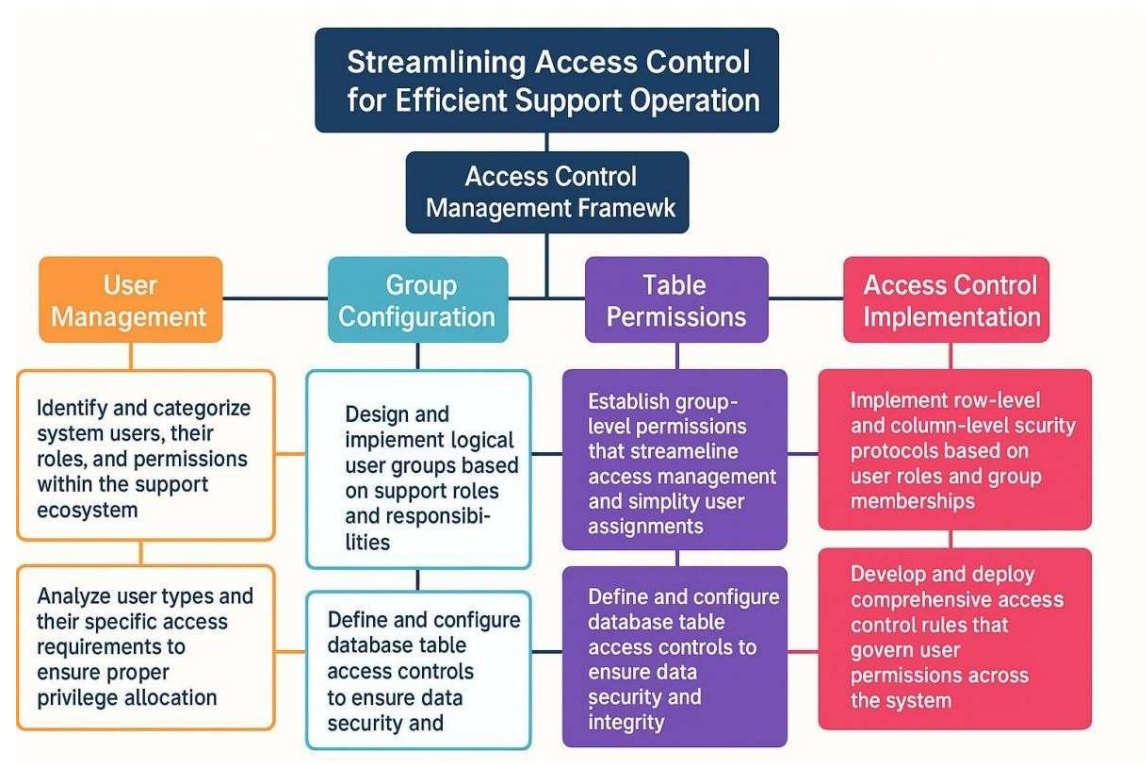 Streamlining Access Control
for Efficient Support Operation
Access Control
Management Framewk
User
Management
Identify and categorize
system users, their
roles, and permissions
within the support
ecosystem
Analyze user types and
their specific access
requirements to
ensure proper
privilege allocation
Group
Configuration
Design and
implement logical
user groups based
on support roles
and responsibi-
lities
Define and configure
database table
access controls
to ensure data
security and
Table
Permissions
Establish group-
level permissions
that streameline
access management
and simplity user
assignments
Define and configure
database table
access controls to
ensure data
security and
integrity
Access Control
Implementation
Implement row-level
and column-level scurity
protocols based on
user roles and group
memberships
Develop and deploy
comprehensive access
control rules that
govern user
permissions across
the system